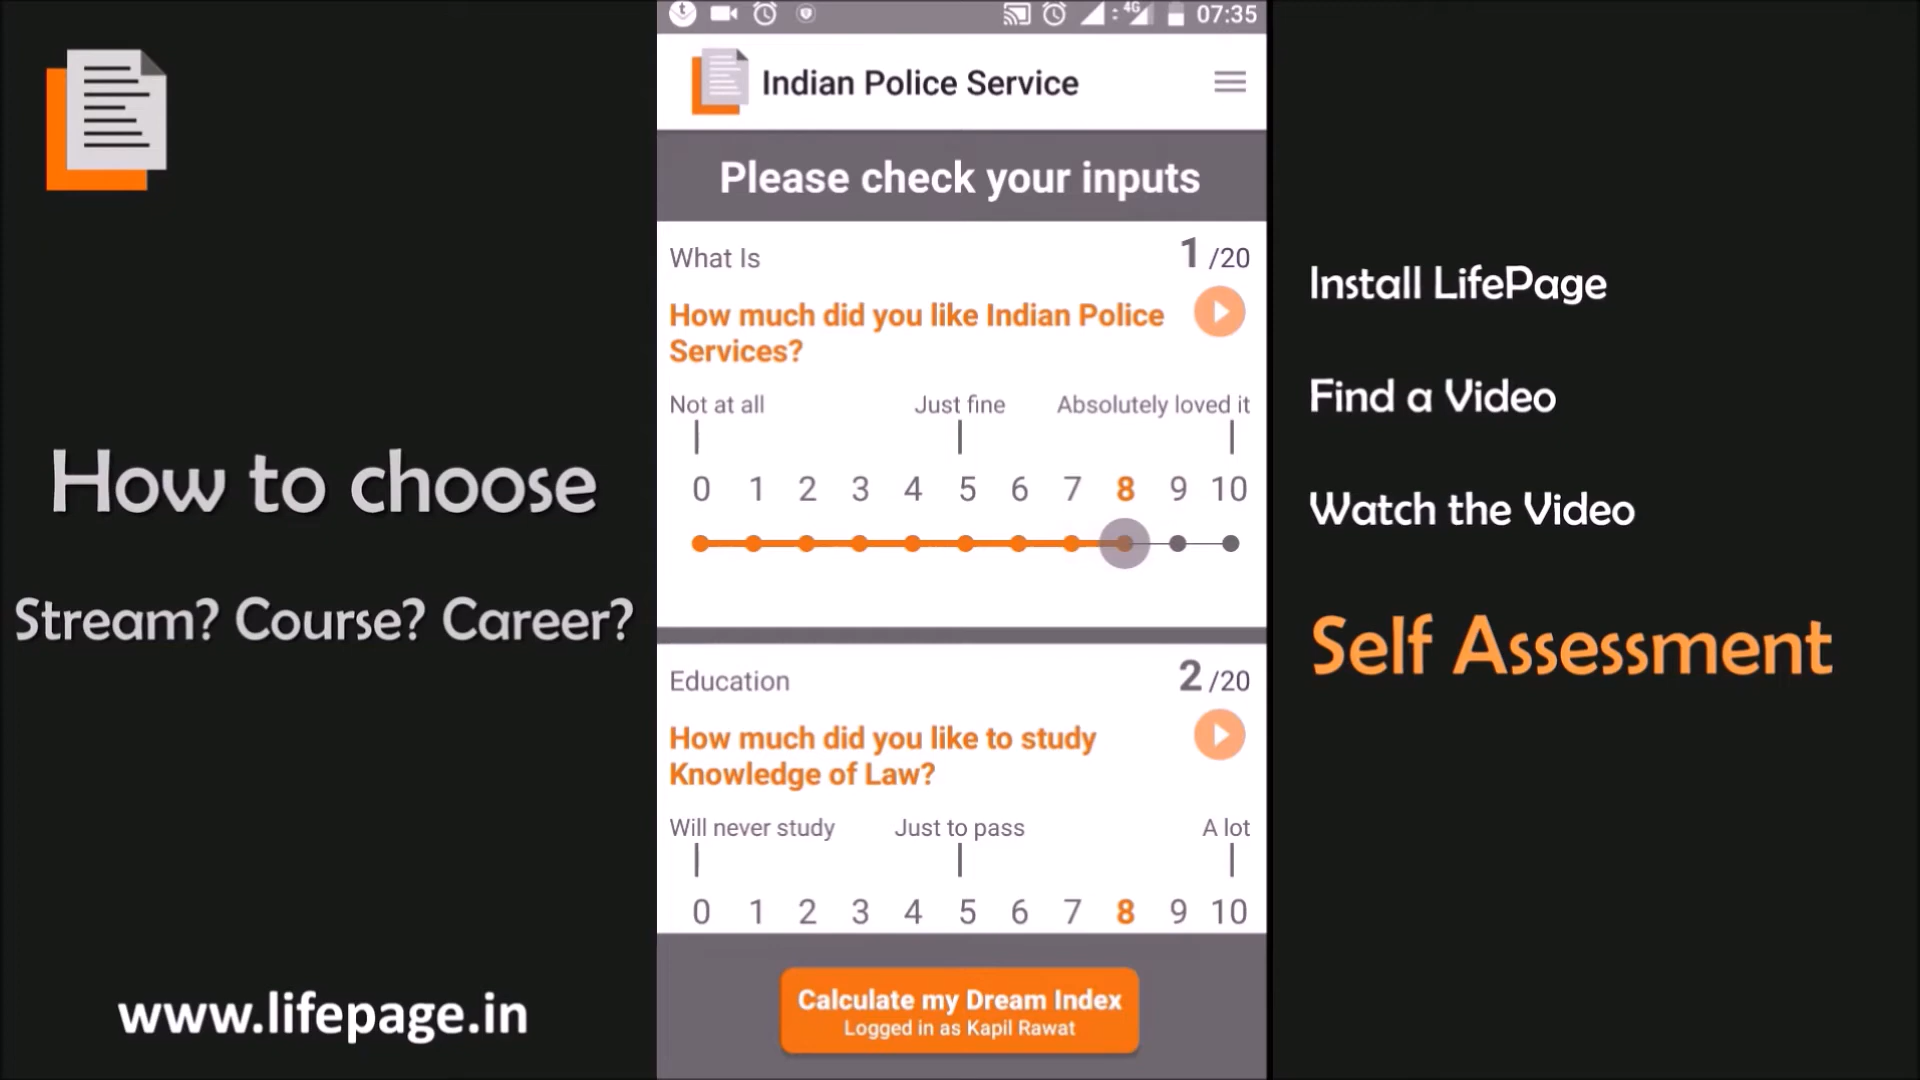 4G 07:35
Indian Police Service
Please check your inputs
What Is 1 /20
How much did you like Indian Police
Services?
Not at all Just fine Absolutely loved it
0 1 2 3 4 5 6 7 8 9 10
Education 2 /20
How much did you like to study
Knowledge of Law?
Will never study Just to pass A lot
0 1 2 3 4 5 6 7 8 9 10
Calculate my Dream Index
Logged in as Kapil Rawat
How to choose
Stream? Course? Career?
www.lifepage.in
Install LifePage
Find a Video
Watch the Video
Self Assessment